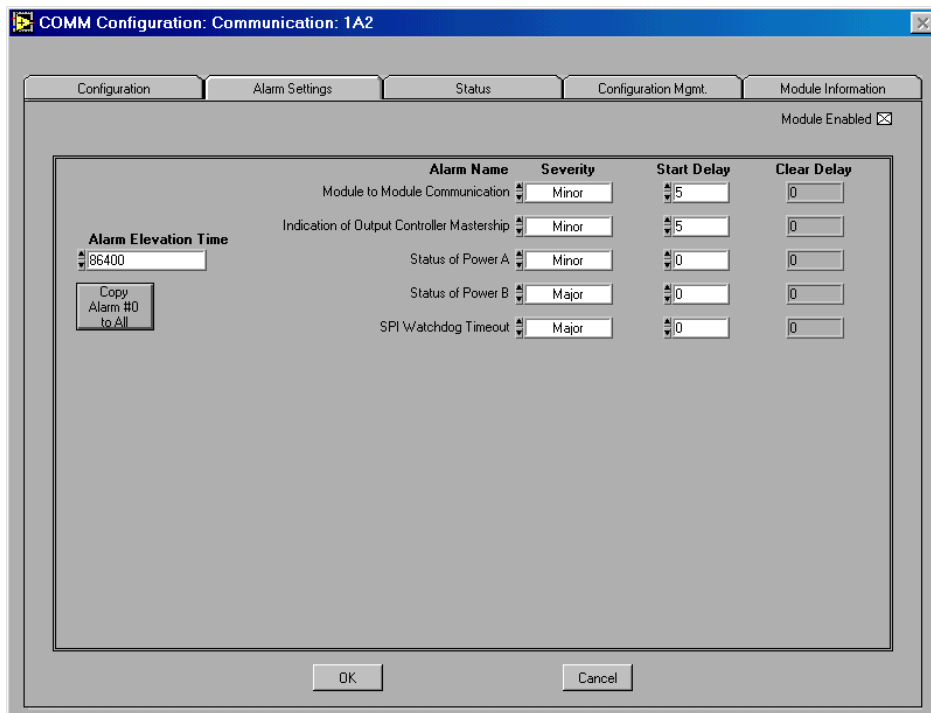 COMM Configuration: Communication: 1A2
Configuration Alarm Settings Status Configuration Mgmt. Module Information
Module Enabled
Alarm Name Severity Start Delay Clear Delay
Module to Module Communication Minor 5 0
Indication of Output Controller Mastership Minor 5 0
Alarm Elevation Time
86400
Status of Power A Minor 0 0
Copy
Alarm #0
to All
Status of Power B Major 0 0
SPI Watchdog Timeout Major 0 0
OK Cancel